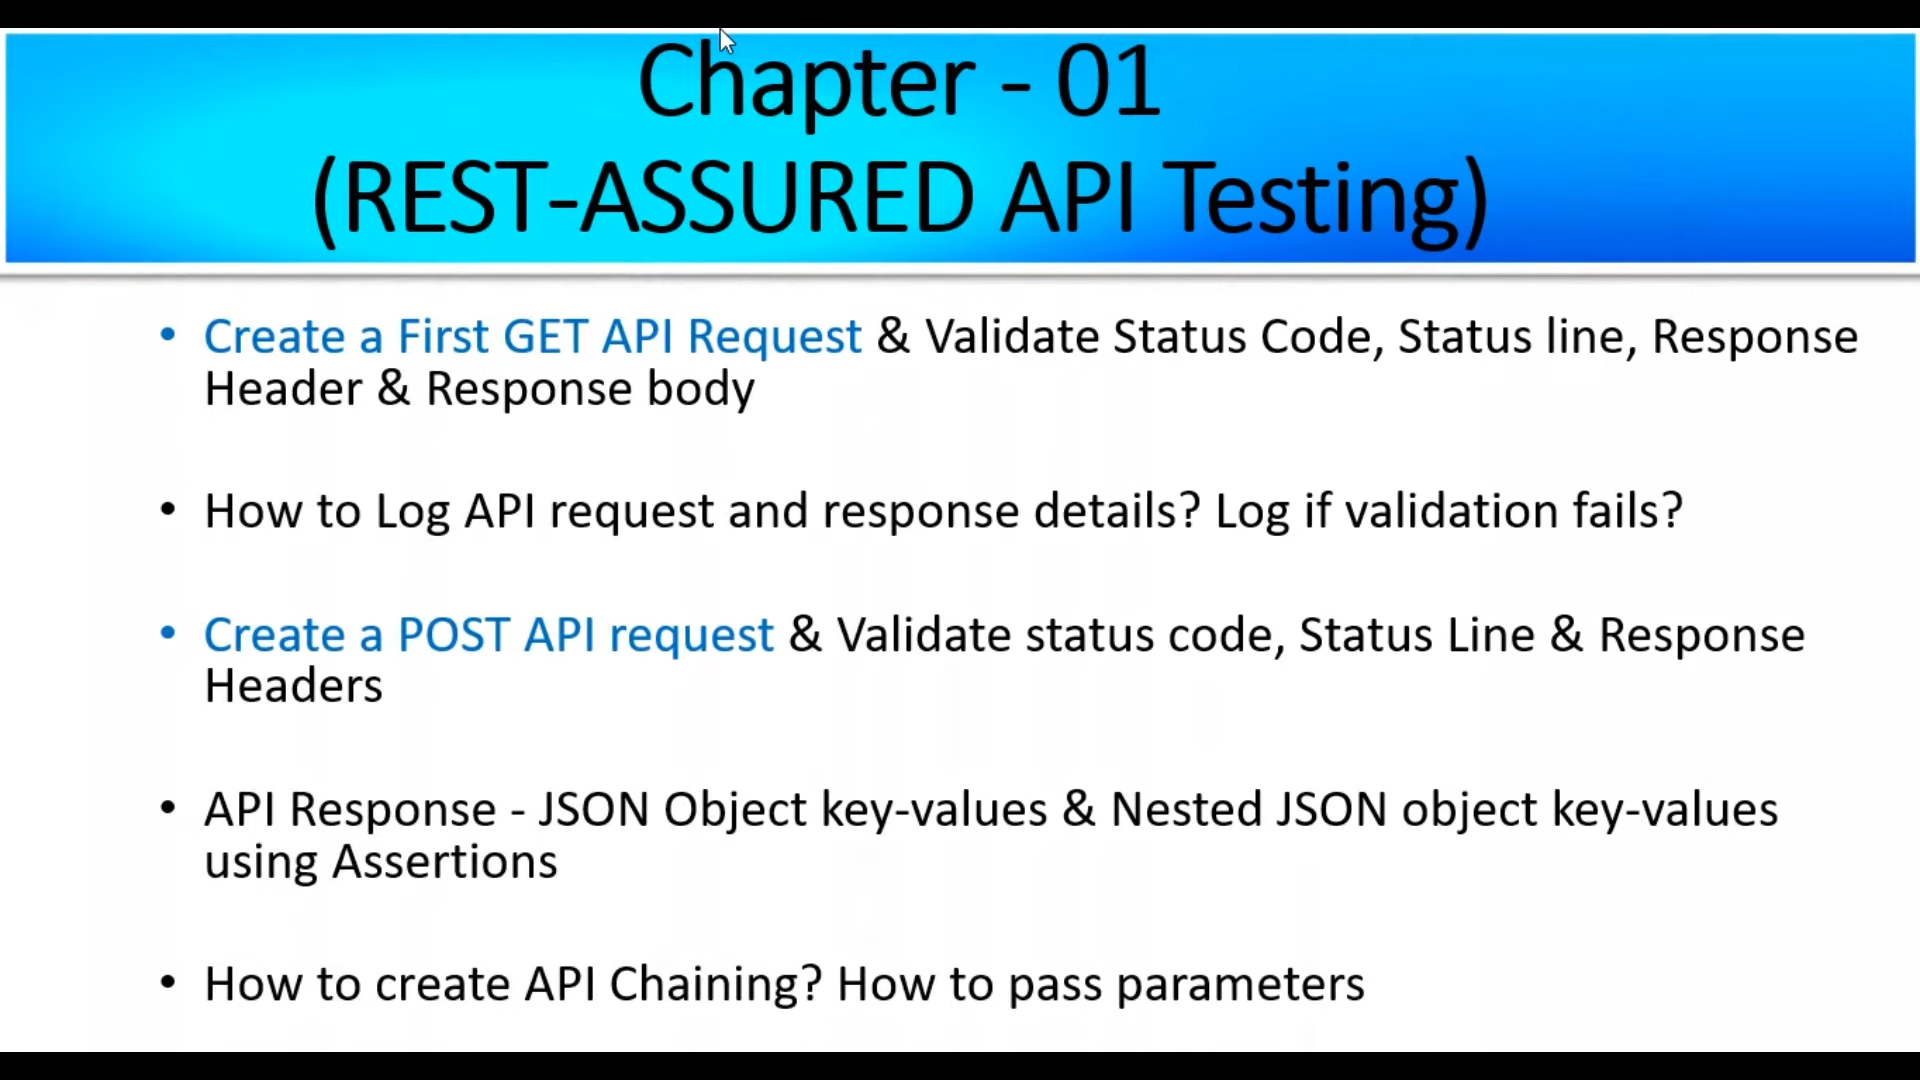 Chapter - 01
(REST-ASSURED API Testing)
• Create a First GET API Request & Validate Status Code, Status line, Response
Header & Response body
• How to Log API request and response details? Log if validation fails?
• Create a POST API request & Validate status code, Status Line & Response
Headers
• API Response - JSON Object key-values & Nested JSON object key-values
using Assertions
• How to create API Chaining? How to pass parameters